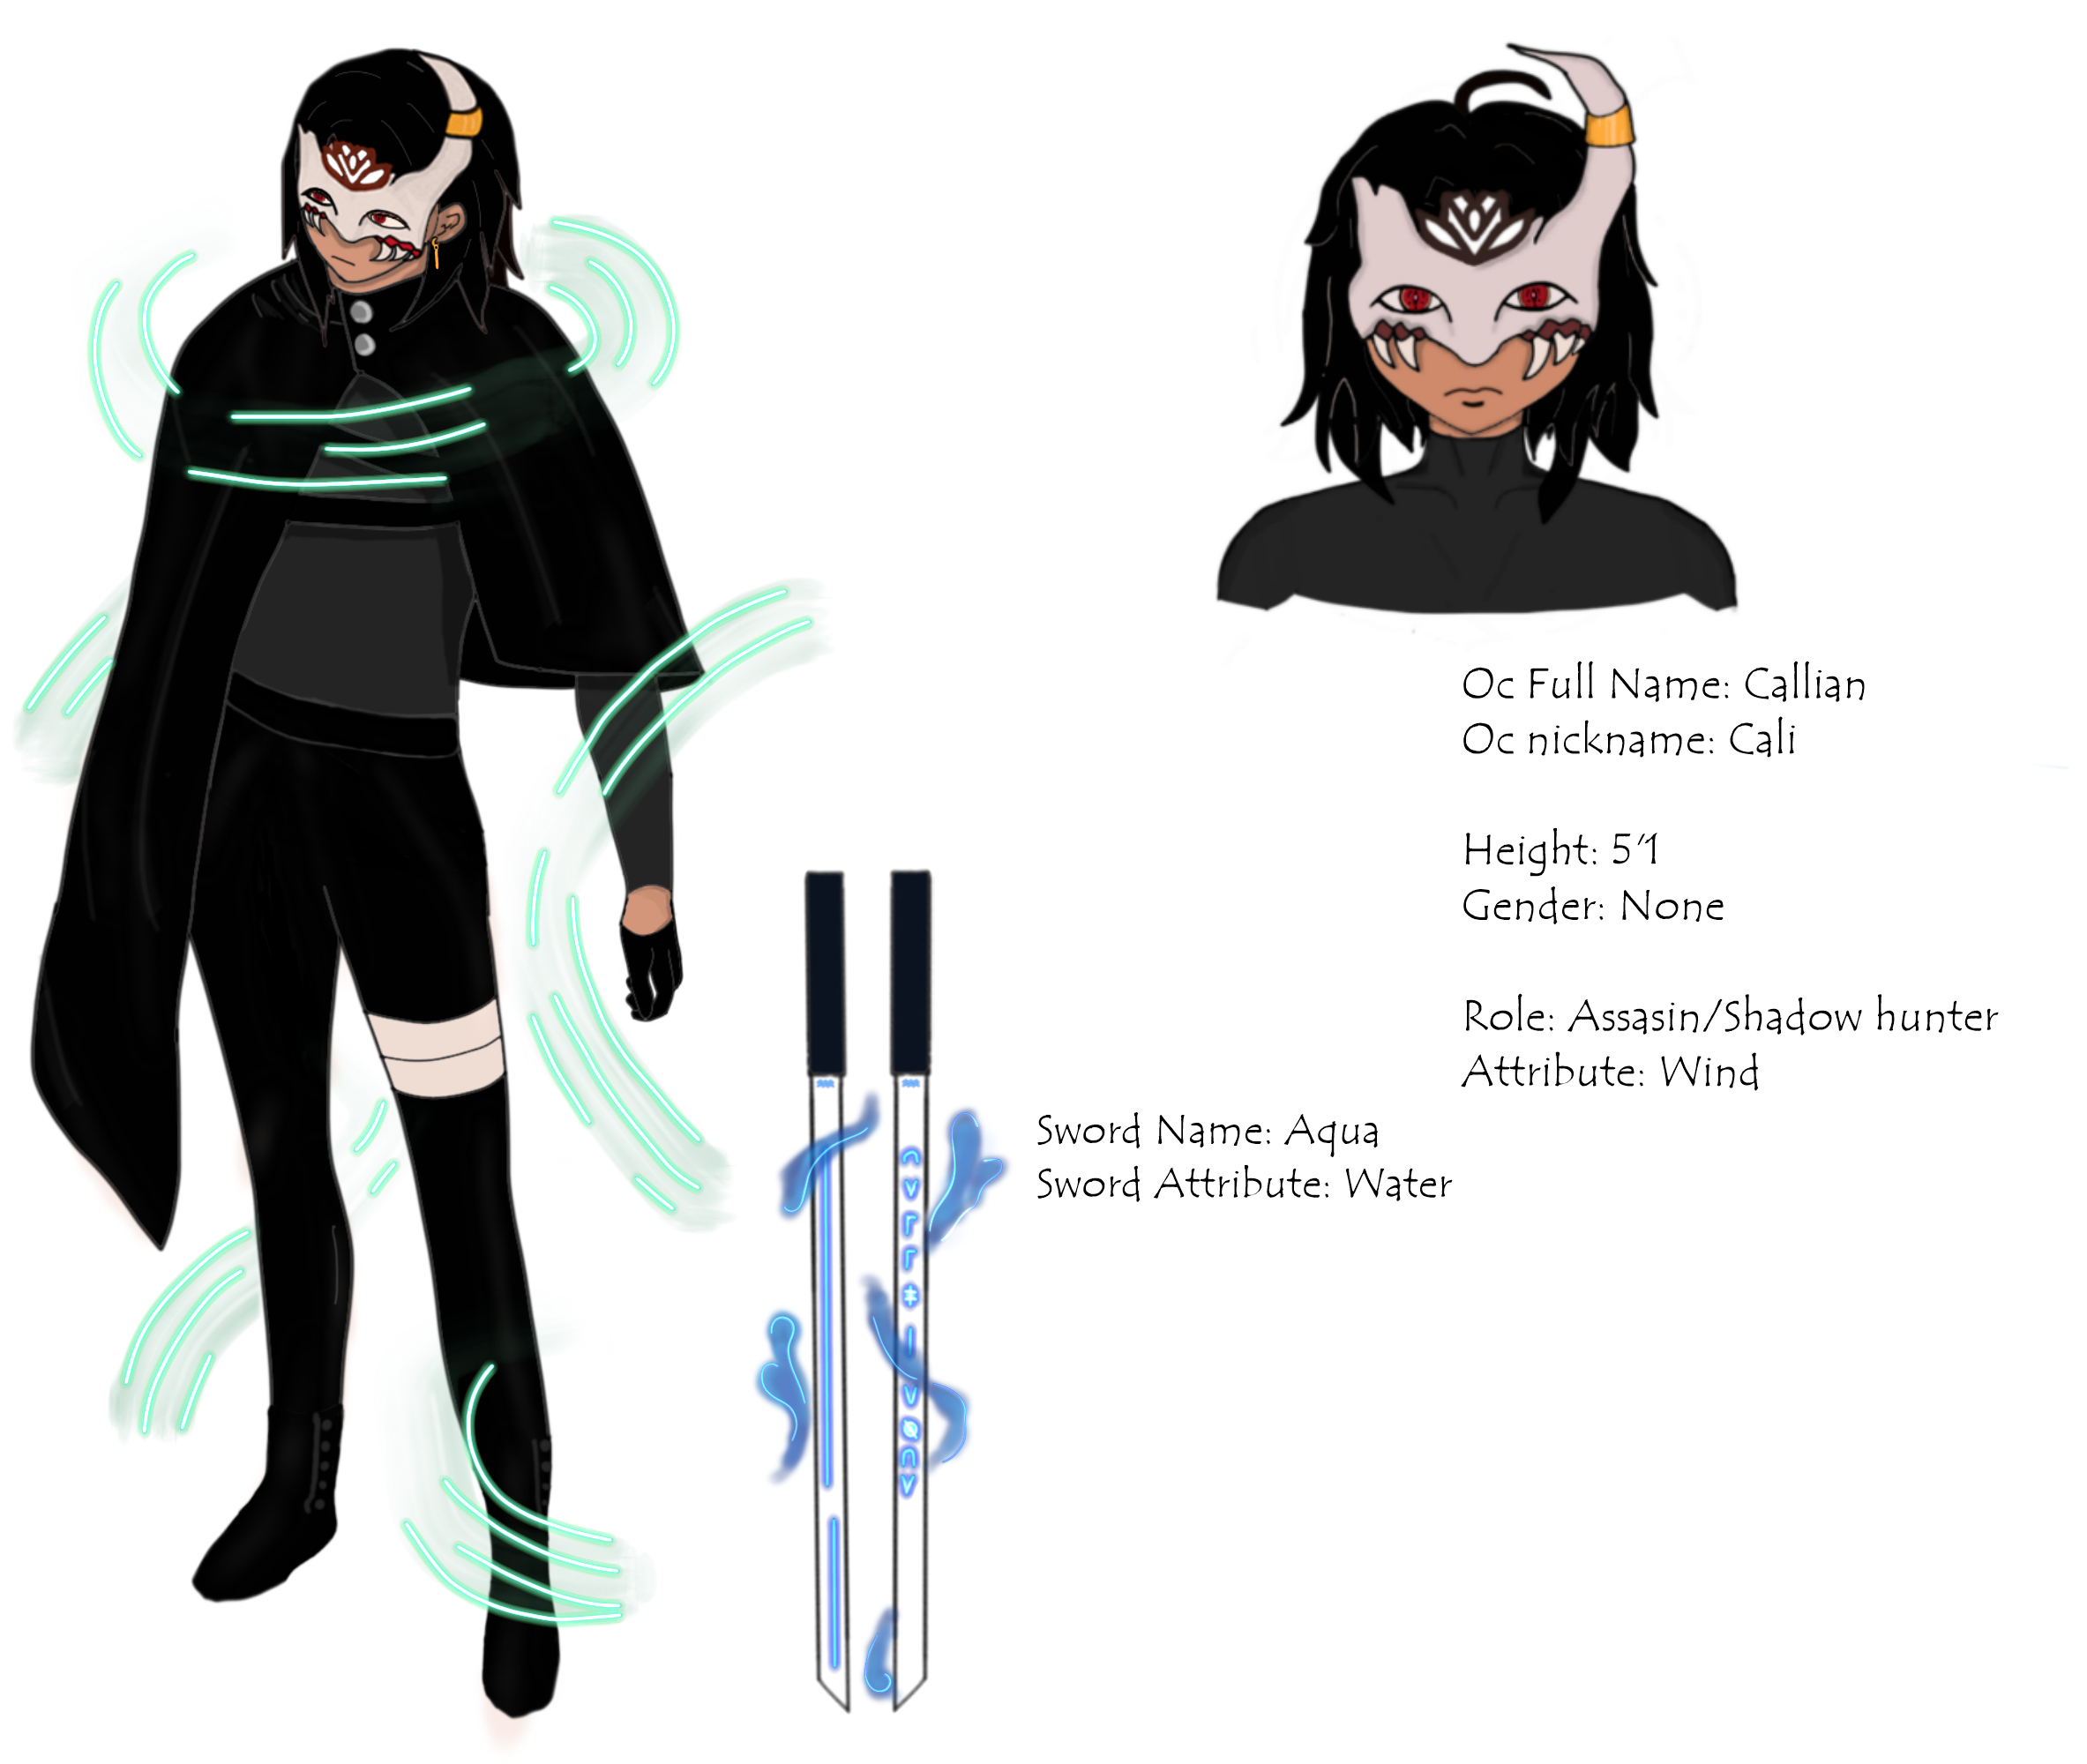 Oc Full Name: Callian
Oc nickname: Cali
Height: 5'1
Gender: None
Role: Assasin/Shadow hunter
Attribute: Wind
Sword Name: Aqua
Sword Attribute: Water